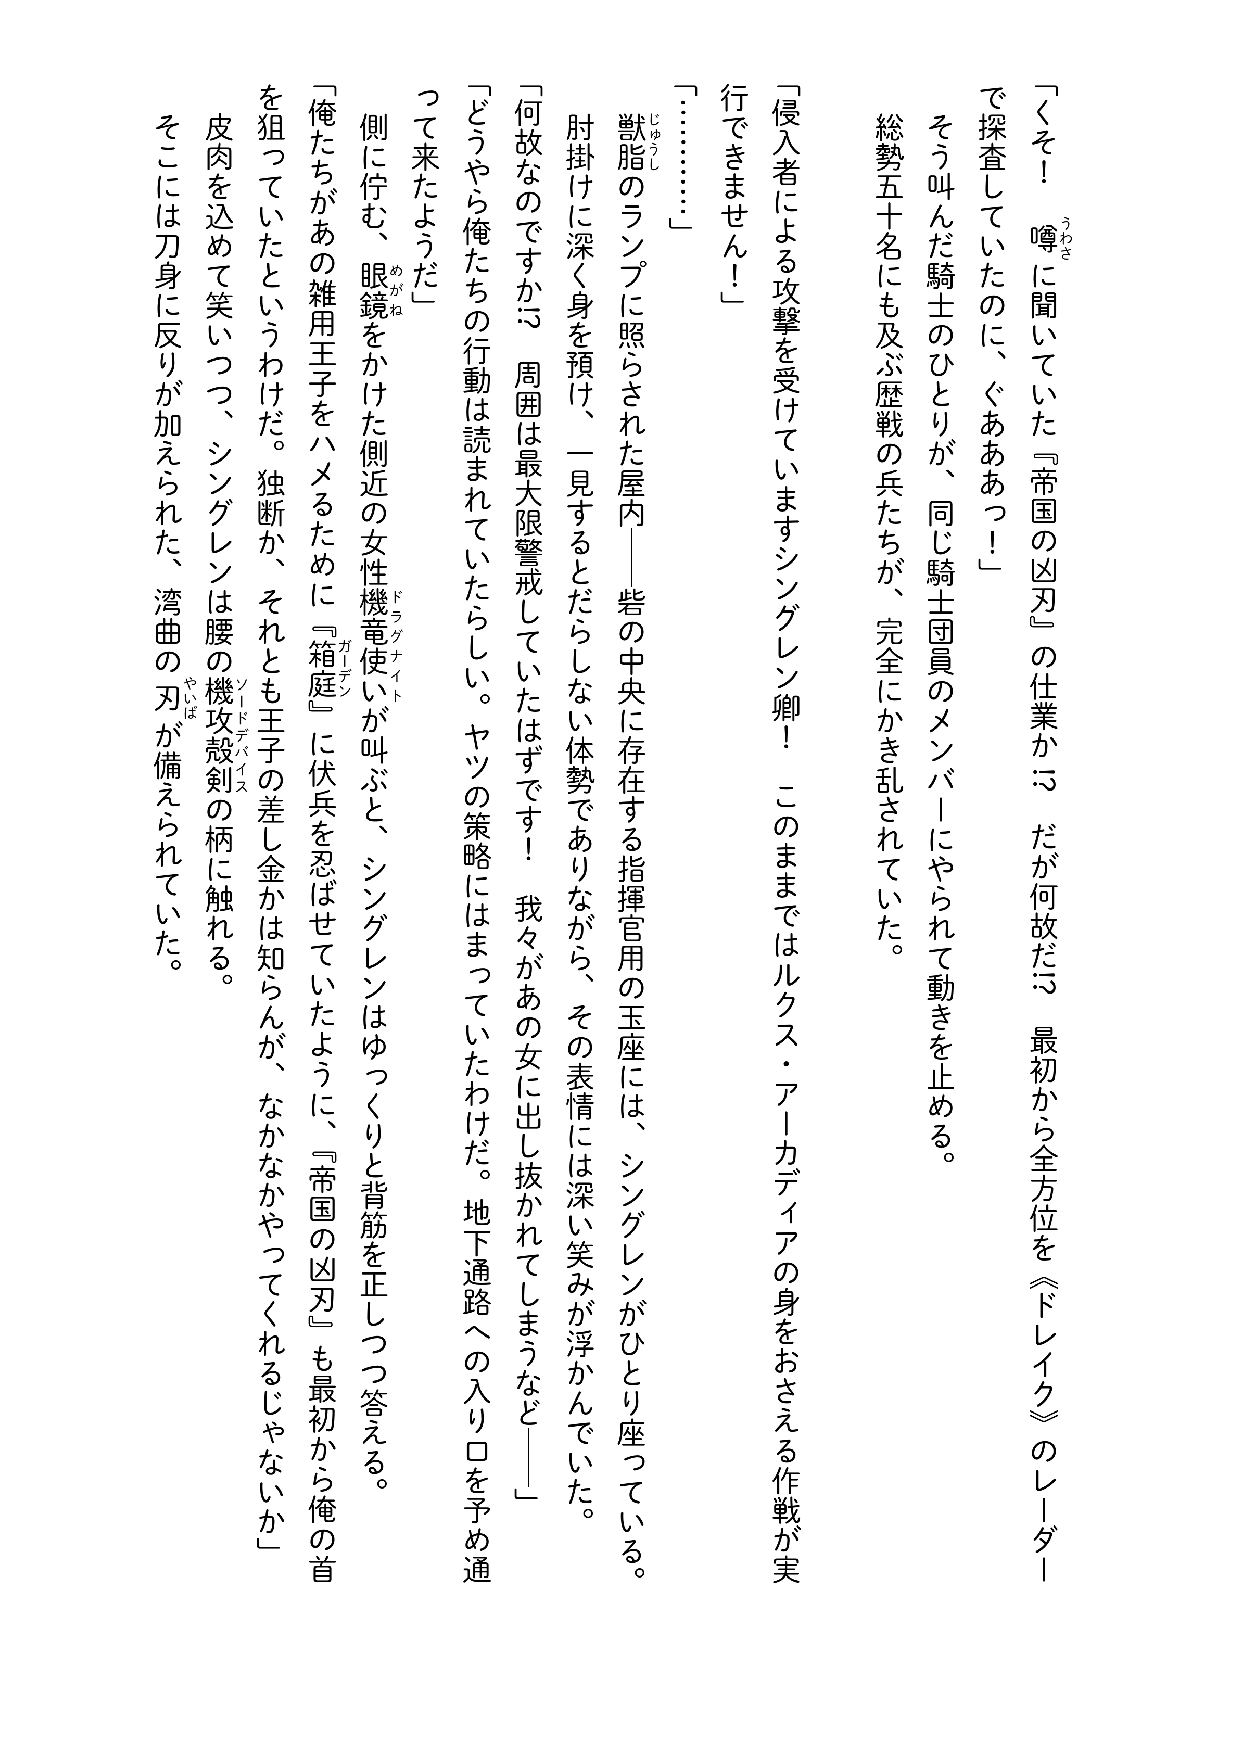 「くそ！　噂に聞いていた『帝国の凶刃』の仕業か!?　だが何故だ!?　最初から全方位を《ドレイク》のレーダー
で探査していたのに、ぐあああっ！」
　そう叫んだ騎士のひとりが、同じ騎士団員のメンバーにやられて動きを止める。
　総勢五十名にも及ぶ歴戦の兵たちが、完全にかき乱されていた。
「侵入者による攻撃を受けていますシングレン卿！　このままではルクス・アーカディアの身をおさえる作戦が実
行できません！」
「…………」
　獣脂のランプに照らされた屋内――砦の中央に存在する指揮官用の玉座には、シングレンがひとり座っている。
　肘掛けに深く身を預け、一見するとだらしない体勢でありながら、その表情には深い笑みが浮かんでいた。
「何故なのですか!?　周囲は最大限警戒していたはずです！　我々があの女に出し抜かれてしまうなど――」
「どうやら俺たちの行動は読まれていたらしい。ヤツの策略にはまっていたわけだ。地下通路への入り口を予め通
って来たようだ」
　側に佇む、眼鏡をかけた側近の女性機竜使いが叫ぶと、シングレンはゆっくりと背筋を正しつつ答える。
「俺たちがあの雑用王子をハメるために『箱庭』に伏兵を忍ばせていたように、『帝国の凶刃』も最初から俺の首
を狙っていたというわけだ。独断か、それとも王子の差し金かは知らんが、なかなかやってくれるじゃないか」
　皮肉を込めて笑いつつ、シングレンは腰の機攻殻剣の柄に触れる。
　そこには刀身に反りが加えられた、湾曲の刃が備えられていた。